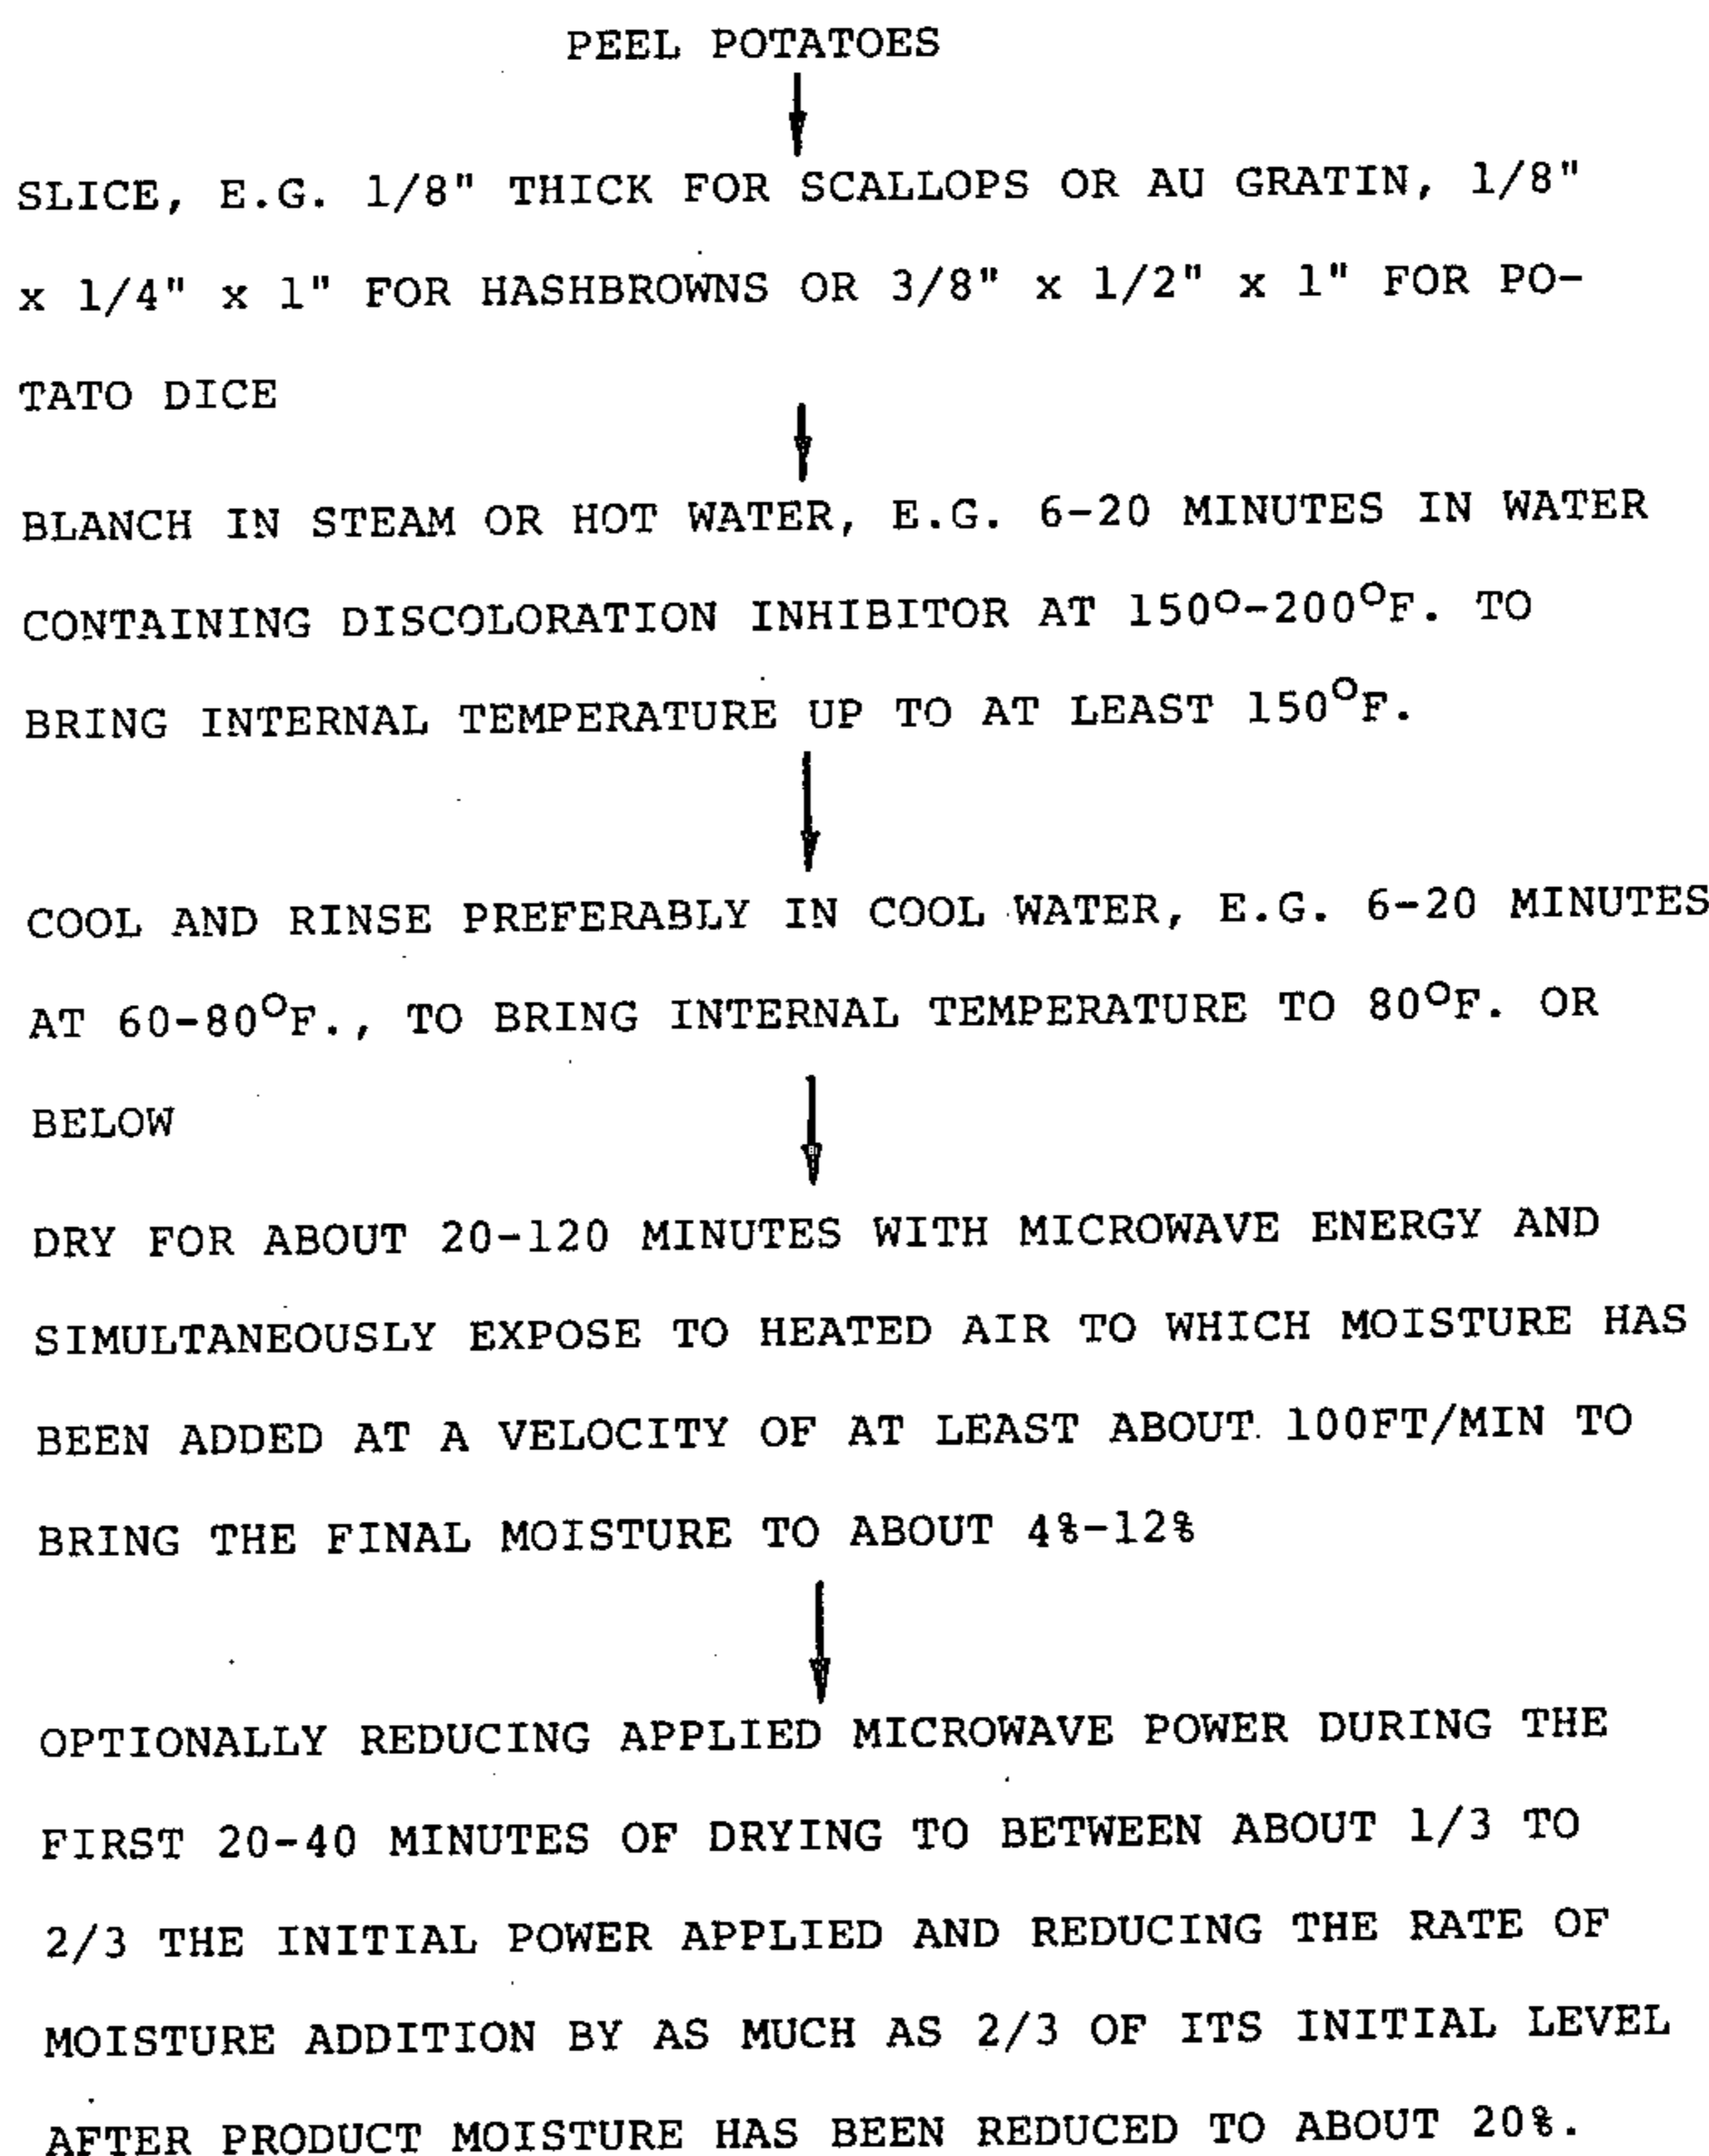 PEEL POTATOES
SLICE, E.G. 1/8" THICK FOR SCALLOPS OR AU GRATIN, 1/8"
x 1/4" x 1" FOR HASHBROWNS OR 3/8" x 1/2" x 1" FOR PO-
TATO DICE
BLANCH IN STEAM OR HOT WATER, E.G. 6-20 MINUTES IN WATER
CONTAINING DISCOLORATION INHIBITOR AT 150°-200°F. TO
BRING INTERNAL TEMPERATURE UP TO AT LEAST 150°F.
COOL AND RINSE PREFERABLY IN COOL WATER, E.G. 6-20 MINUTES
AT 60-80°F., TO BRING INTERNAL TEMPERATURE TO 80°F. OR
BELOW
DRY FOR ABOUT 20-120 MINUTES WITH MICROWAVE ENERGY AND
SIMULTANEOUSLY EXPOSE TO HEATED AIR TO WHICH MOISTURE HAS
BEEN ADDED AT A VELOCITY OF AT LEAST ABOUT 100FT/MIN TO
BRING THE FINAL MOISTURE TO ABOUT 4%-12%
OPTIONALLY REDUCING APPLIED MICROWAVE POWER DURING THE
FIRST 20-40 MINUTES OF DRYING TO BETWEEN ABOUT 1/3 TO
2/3 THE INITIAL POWER APPLIED AND REDUCING THE RATE OF
MOISTURE ADDITION BY AS MUCH AS 2/3 OF ITS INITIAL LEVEL
AFTER PRODUCT MOISTURE HAS BEEN REDUCED TO ABOUT 20%.